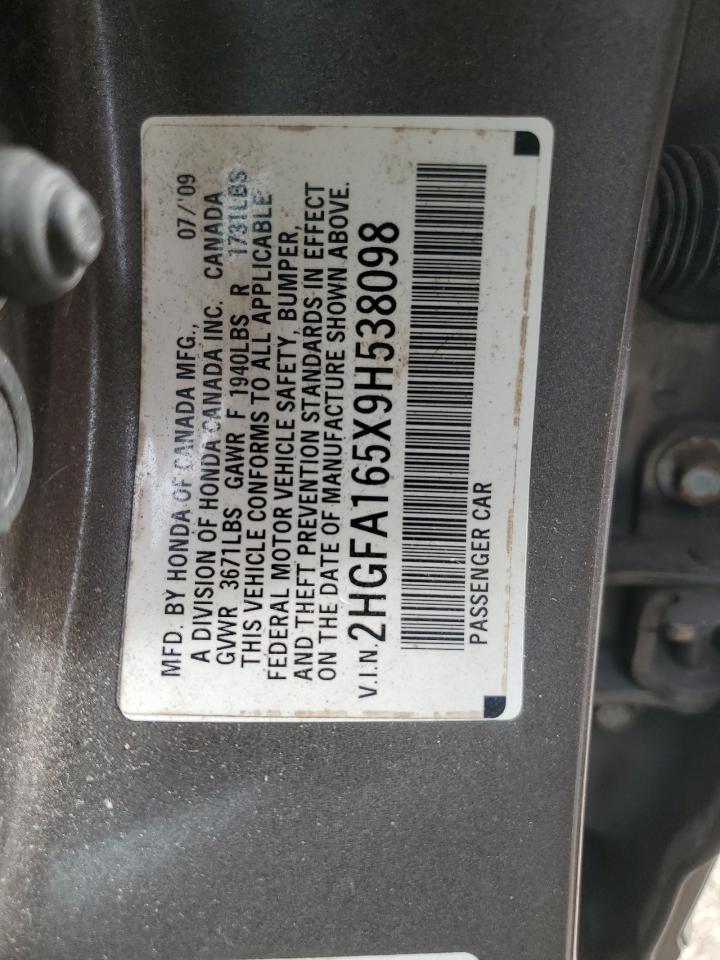 MFD. BY HONDA OF CANADA MFG., 07/'09
A DIVISION OF HONDA CANADA INC. CANADA
GVWR 3671LBS GAWR F 1940LBS R 1731LBS
THIS VEHICLE CONFORMS TO ALL APPLICABLE
FEDERAL MOTOR VEHICLE SAFETY, BUMPER,
AND THEFT PREVENTION STANDARDS IN EFFECT
ON THE DATE OF MANUFACTURE SHOWN ABOVE.
V.I.N. 2HGFA165X9H538098
PASSENGER CAR